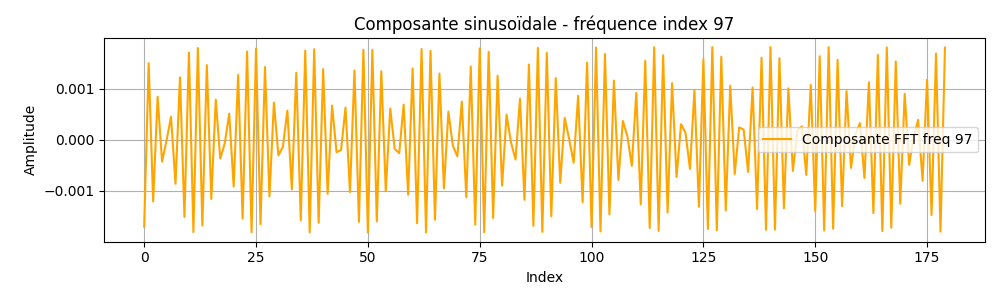 Composante sinusoïdale - fréquence index 97
Amplitude
0.001
0.000
−0.001
Composante FFT freq 97
0 25 50 75 100 125 150 175
Index